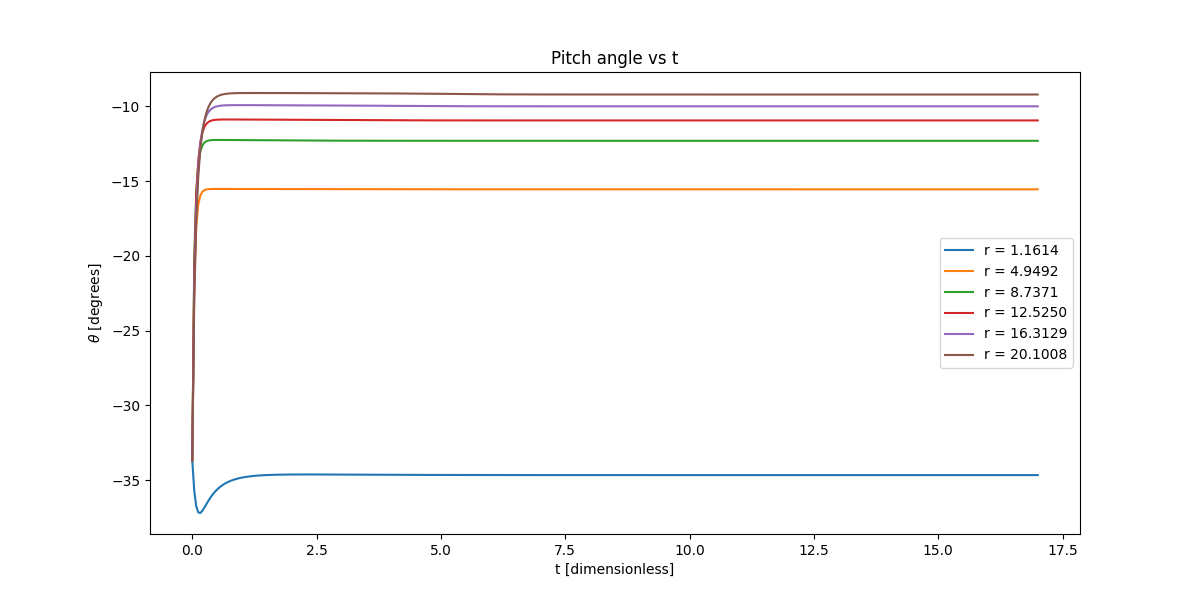 Pitch angle vs t
θ [degrees]
−10
−15
−20
−25
−30
−35
r = 1.1614
r = 4.9492
r = 8.7371
r = 12.5250
r = 16.3129
r = 20.1008
0.0 2.5 5.0 7.5 10.0 12.5 15.0 17.5
t [dimensionless]